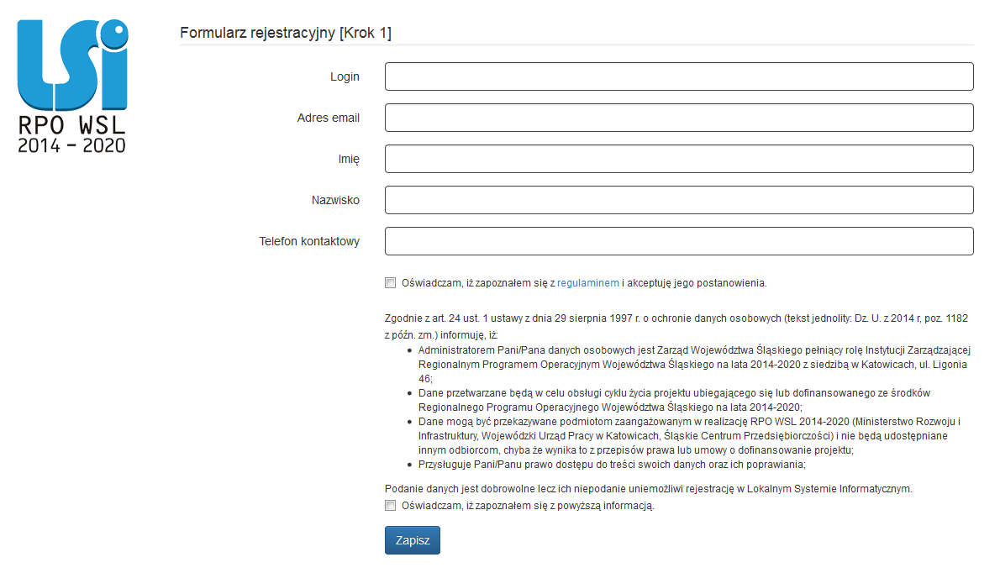 LSi
RPO WSL
2014 - 2020
Formularz rejestracyjny [Krok 1]
Login
Adres email
Imię
Nazwisko
Telefon kontaktowy
Oświadczam, iż zapoznałem się z regulaminem i akceptuję jego postanowienia.
Zgodnie z art. 24 ust. 1 ustawy z dnia 29 sierpnia 1997 r. o ochronie danych osobowych (tekst jednolity: Dz. U. z 2014 r, poz. 1182
z późn. zm.) informuję, iż:
• Administratorem Pani/Pana danych osobowych jest Zarząd Województwa Śląskiego pełniący rolę Instytucji Zarządzającej
Regionalnym Programem Operacyjnym Województwa Śląskiego na lata 2014-2020 z siedzibą w Katowicach, ul. Ligonia
46;
• Dane przetwarzane będą w celu obsługi cyklu życia projektu ubiegającego się lub dofinansowanego ze środków
Regionalnego Programu Operacyjnego Województwa Śląskiego na lata 2014-2020;
• Dane mogą być przekazywane podmiotom zaangażowanym w realizację RPO WSL 2014-2020 (Ministerstwo Rozwoju i
Infrastruktury, Wojewódzki Urząd Pracy w Katowicach, Śląskie Centrum Przedsiębiorczości) i nie będą udostępniane
innym odbiorcom, chyba że wynika to z przepisów prawa lub umowy o dofinansowanie projektu;
• Przysługuje Pani/Panu prawo dostępu do treści swoich danych oraz ich poprawiania;
Podanie danych jest dobrowolne lecz ich niepodanie uniemożliwi rejestrację w Lokalnym Systemie Informatycznym.
Oświadczam, iż zapoznałem się z powyższą informacją.
Zapisz